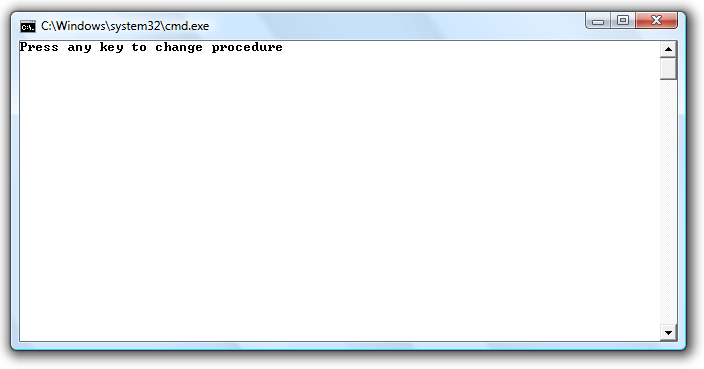 C:\Windows\system32\cmd.exe
Press any key to change procedure